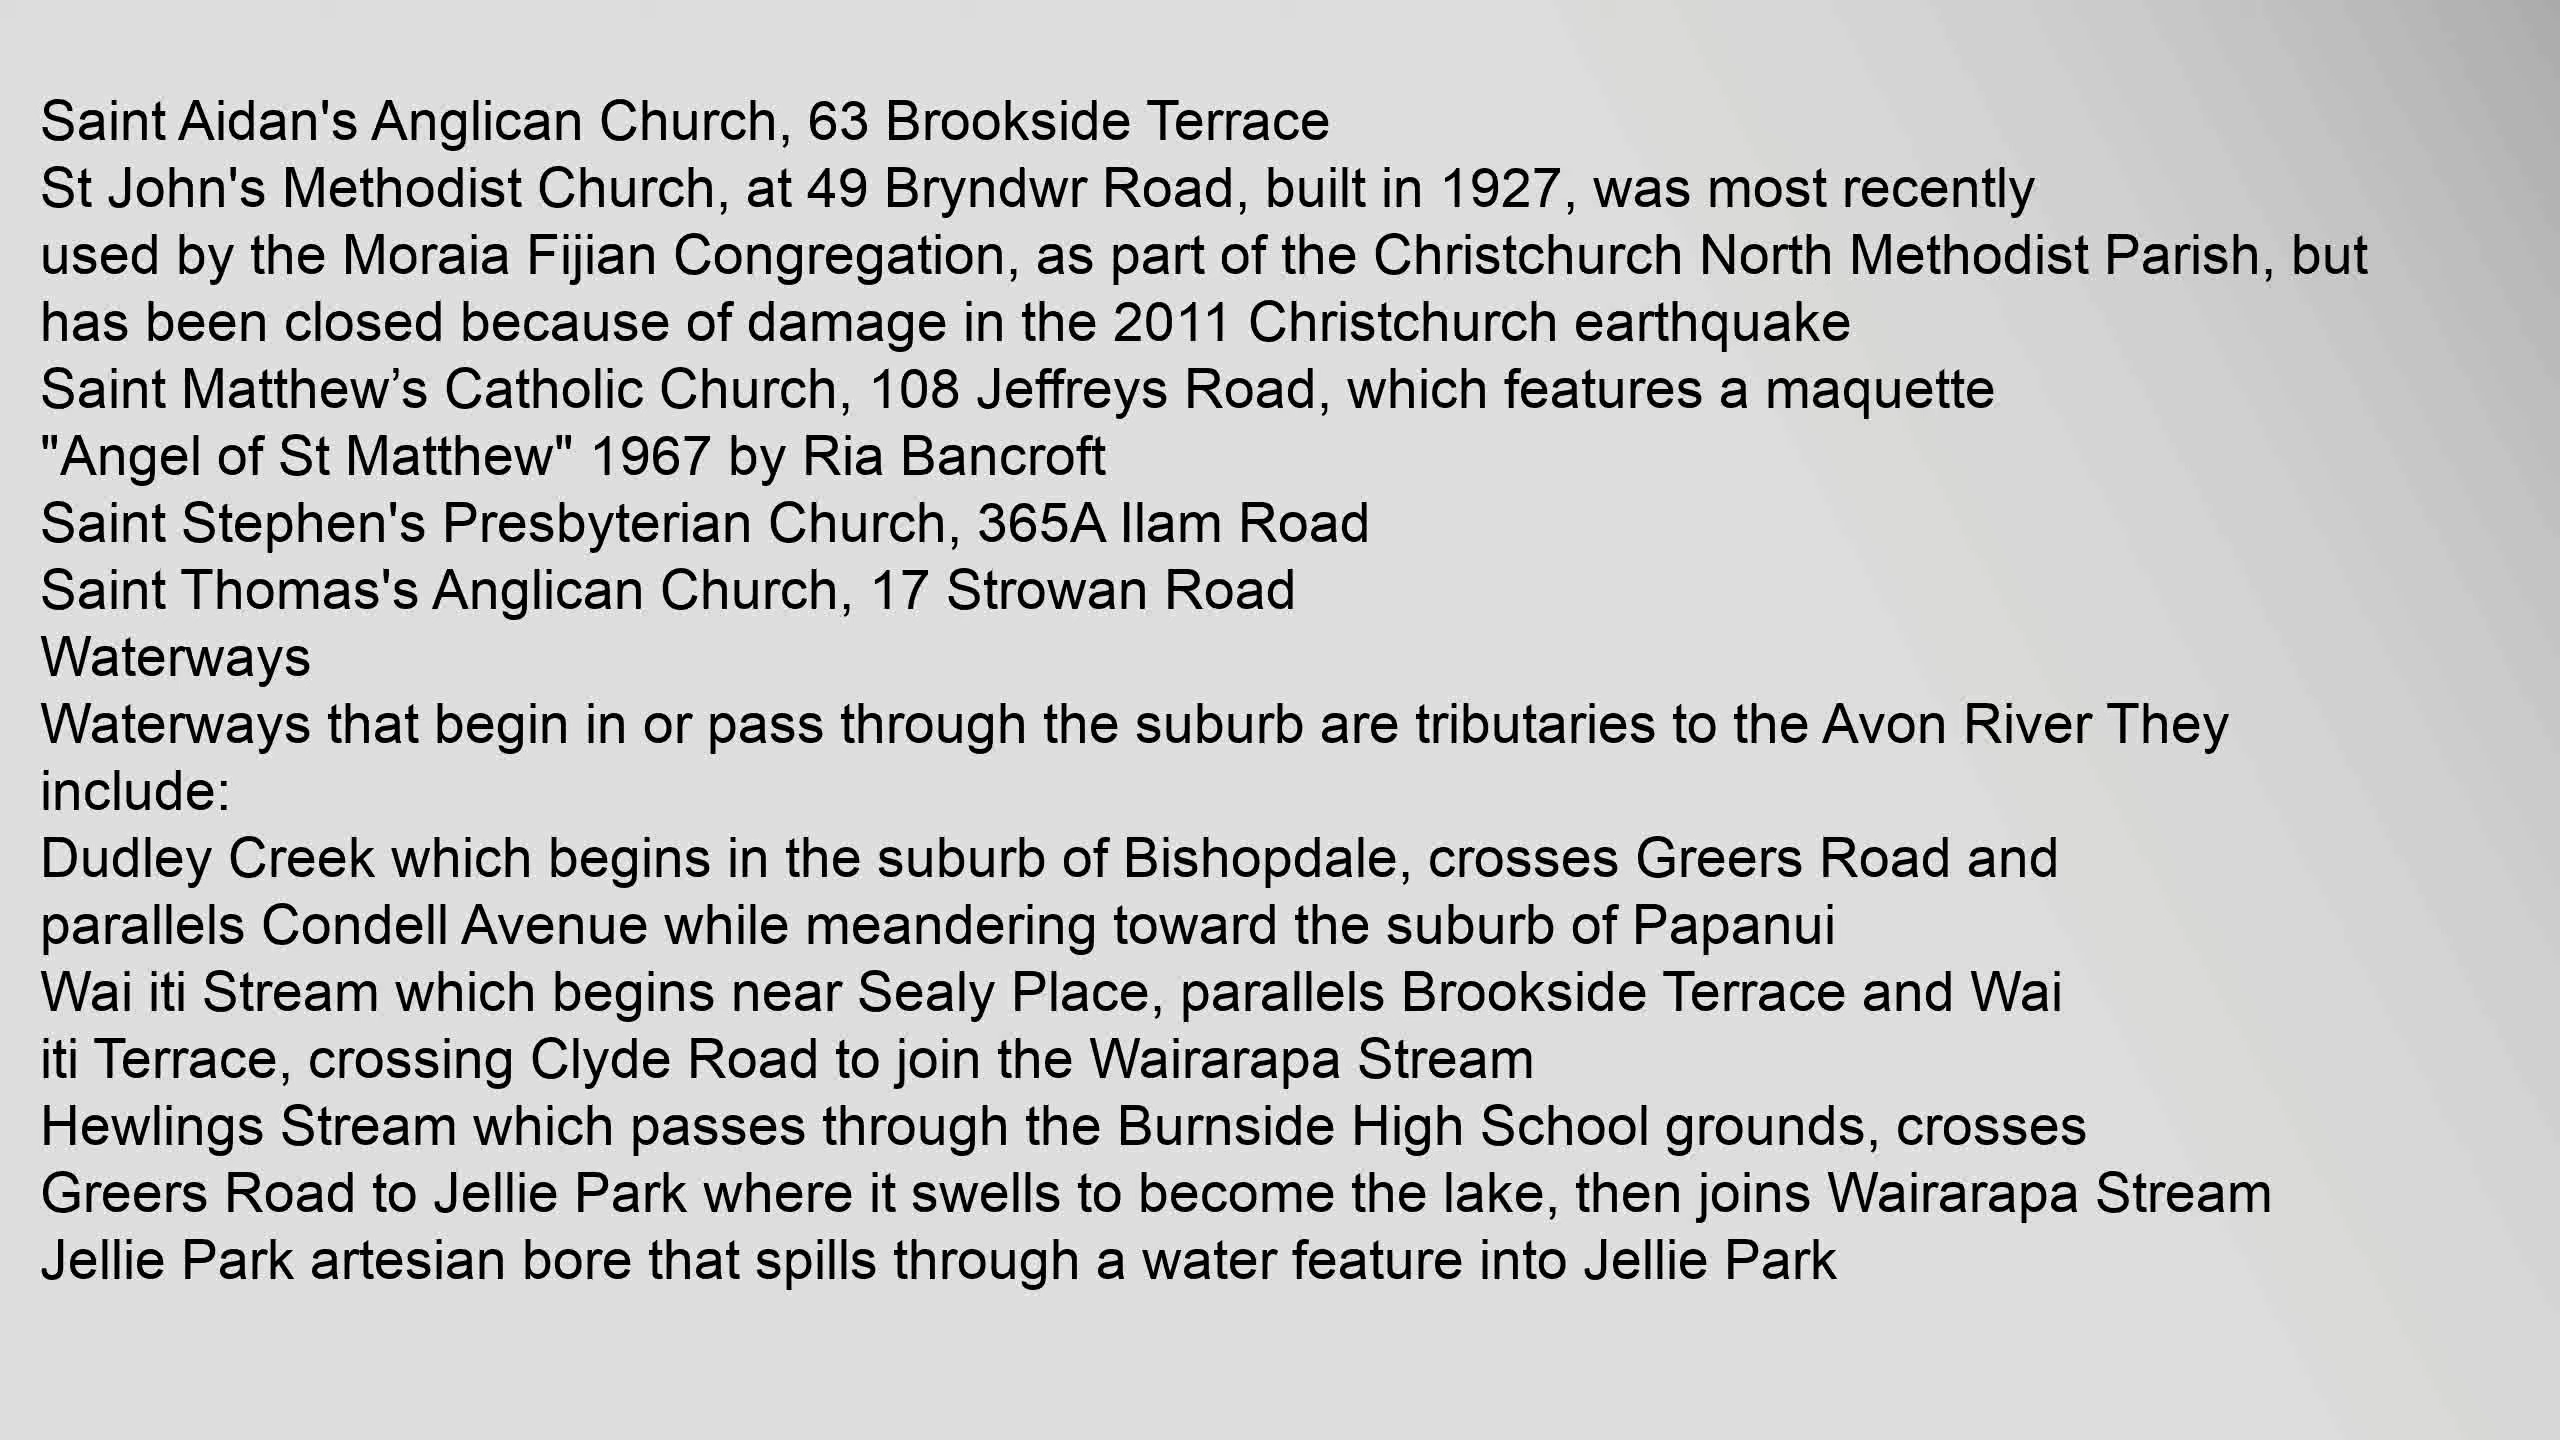 Saint Aidan's Anglican Church, 63 Brookside Terrace
St John's Methodist Church, at 49 Bryndwr Road, built in 1927, was most recently
used by the Moraia Fijian Congregation, as part of the Christchurch North Methodist Parish, but
has been closed because of damage in the 2011 Christchurch earthquake
Saint Matthew’s Catholic Church, 108 Jeffreys Road, which features a maquette
"Angel of St Matthew" 1967 by Ria Bancroft
Saint Stephen's Presbyterian Church, 365A Ilam Road
Saint Thomas's Anglican Church, 17 Strowan Road
Waterways
Waterways that begin in or pass through the suburb are tributaries to the Avon River They
include:
Dudley Creek which begins in the suburb of Bishopdale, crosses Greers Road and
parallels Condell Avenue while meandering toward the suburb of Papanui
Wai iti Stream which begins near Sealy Place, parallels Brookside Terrace and Wai
iti Terrace, crossing Clyde Road to join the Wairarapa Stream
Hewlings Stream which passes through the Burnside High School grounds, crosses
Greers Road to Jellie Park where it swells to become the lake, then joins Wairarapa Stream
Jellie Park artesian bore that spills through a water feature into Jellie Park